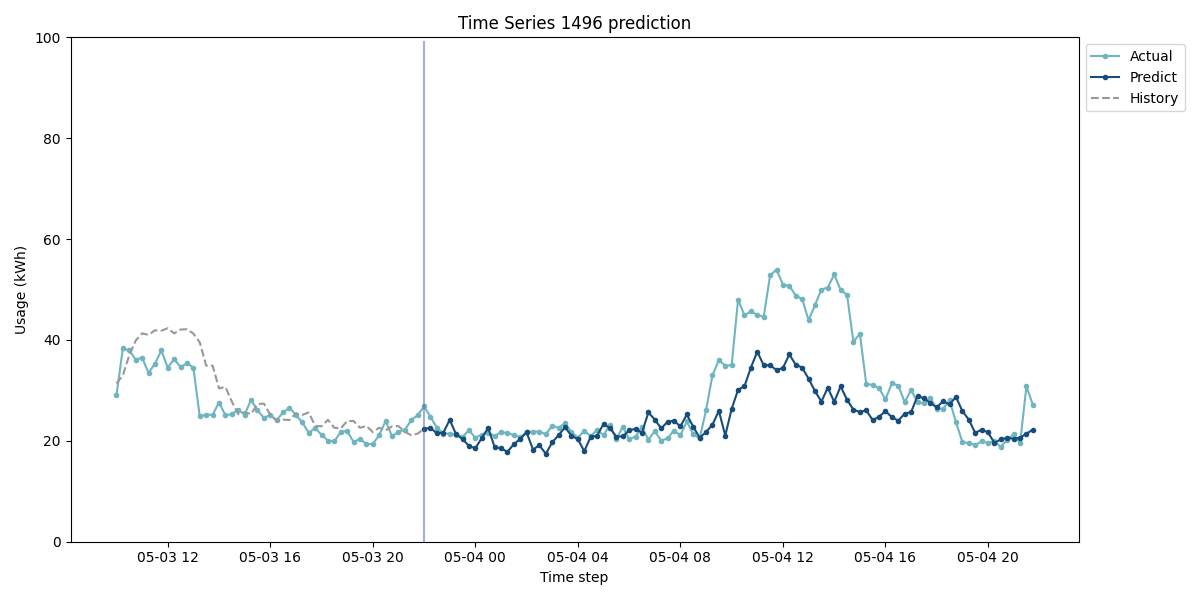 Time Series 1496 prediction
Actual
Predict
History
Usage (kWh)
100
80
60
40
20
0
05-03 12
05-03 16
05-03 20
05-04 00
05-04 04
05-04 08
05-04 12
05-04 16
05-04 20
Time step